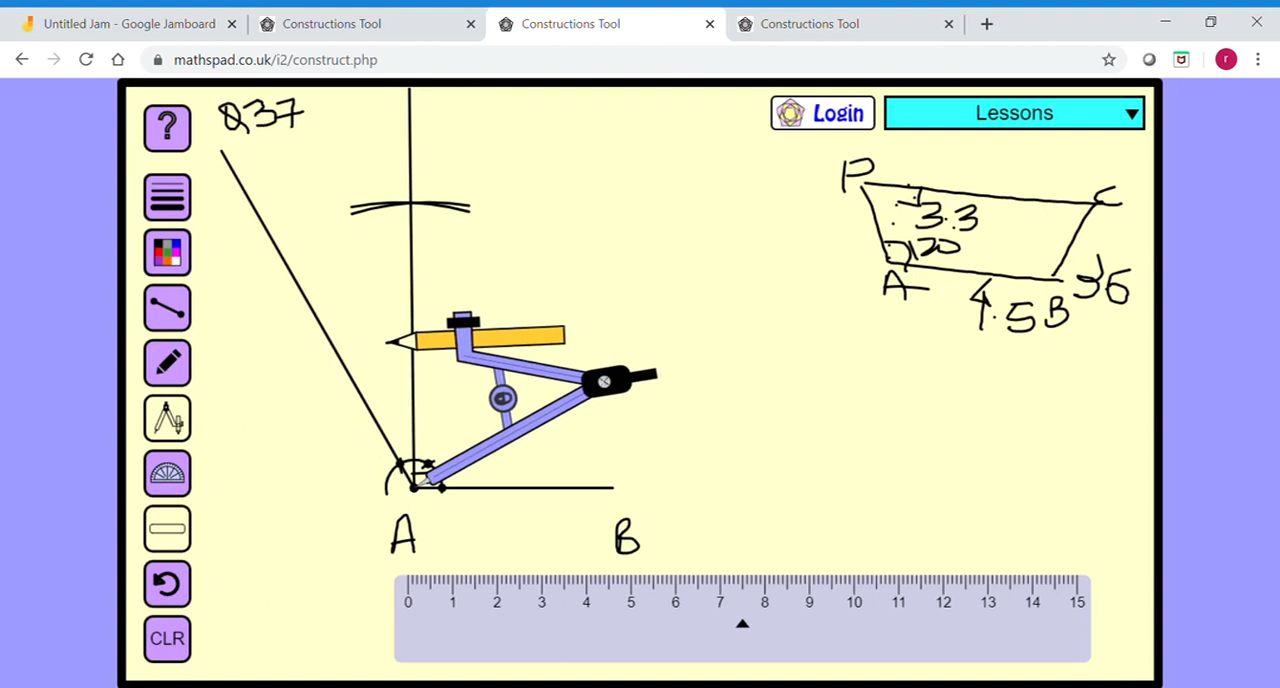 Untitled Jam - Google Jamboard
Constructions Tool
Constructions Tool
Constructions Tool
mathspad.co.uk/i2/construct.php
r
?
Q37
Login
Lessons
P
C
3.3
120
A
4.5
B
36
A
B
0 1 2 3 4 5 6 7 8 9 10 11 12 13 14 15
CLR